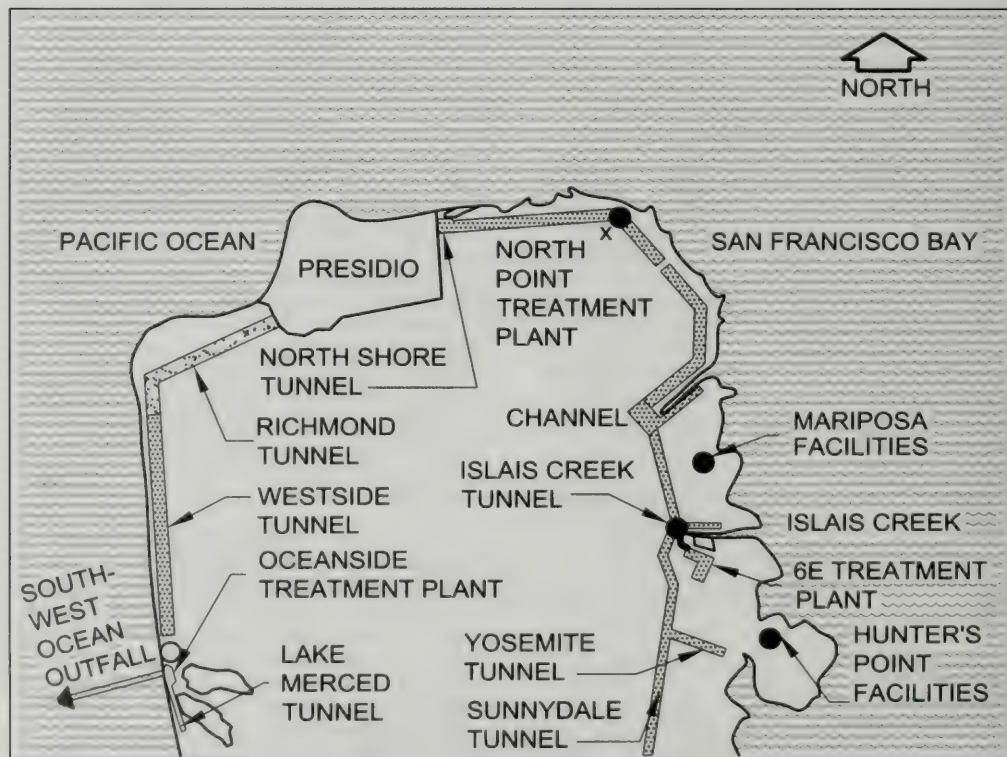 NORTH
PACIFIC OCEAN
PRESIDIO
X
NORTH
POINT
TREATMENT
PLANT
SAN FRANCISCO BAY
NORTH SHORE
TUNNEL
RICHMOND
TUNNEL
CHANNEL
MARIPOSA
FACILITIES
WESTSIDE
TUNNEL
ISLAIS CREEK
TUNNEL
ISLAIS CREEK
OCEANSIDE
TREATMENT PLANT
6E TREATMENT
PLANT
SOUTH-
WEST
OCEAN
OUTFALL
LAKE
MERCED
TUNNEL
YOSEMITE
TUNNEL
HUNTER'S
POINT
FACILITIES
SUNNYDALE
TUNNEL